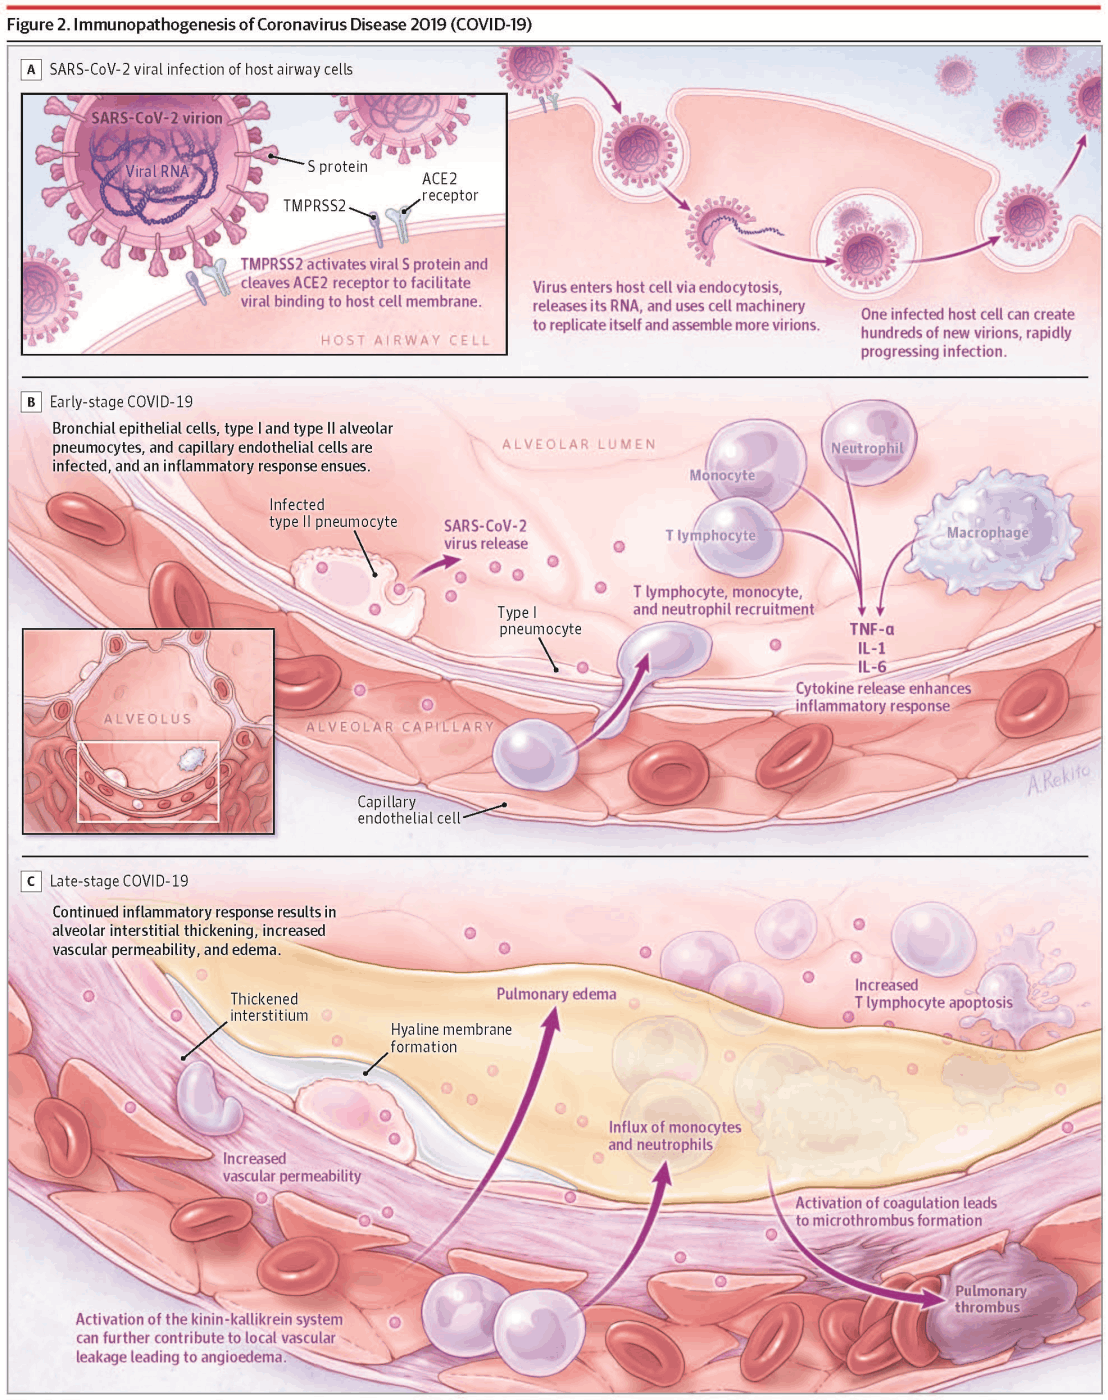 Figure 2. Immunopathogenesis of Coronavirus Disease 2019 (COVID-19)
A SARS-CoV-2 viral infection of host airway cells
SARS-CoV-2 virion
Viral RNA
S protein
ACE2
receptor
TMPRSS2
TMPRSS2 activates viral S protein and
cleaves ACE2 receptor to facilitate
viral binding to host cell membrane.
HOST AIRWAY CELL
Virus enters host cell via endocytosis,
releases its RNA, and uses cell machinery
to replicate itself and assemble more virions.
One infected host cell can create
hundreds of new virions, rapidly
progressing infection.
B Early-stage COVID-19
Bronchial epithelial cells, type I and type II alveolar
pneumocytes, and capillary endothelial cells are
infected, and an inflammatory response ensues.
ALVEOLAR LUMEN
Neutrophil
Monocyte
T lymphocyte
Macrophage
Infected
type II pneumocyte
SARS-CoV-2
virus release
T lymphocyte, monocyte,
and neutrophil recruitment
Type I
pneumocyte
TNF-α
IL-1
IL-6
Cytokine release enhances
inflammatory response
ALVEOLUS
ALVEOLAR CAPILLARY
Capillary
endothelial cell
A. Rekito
C Late-stage COVID-19
Continued inflammatory response results in
alveolar interstitial thickening, increased
vascular permeability, and edema.
Thickened
interstitium
Hyaline membrane
formation
Pulmonary edema
Increased
T lymphocyte apoptosis
Influx of monocytes
and neutrophils
Increased
vascular permeability
Activation of coagulation leads
to microthrombus formation
Pulmonary
thrombus
Activation of the kinin-kallikrein system
can further contribute to local vascular
leakage leading to angioedema.